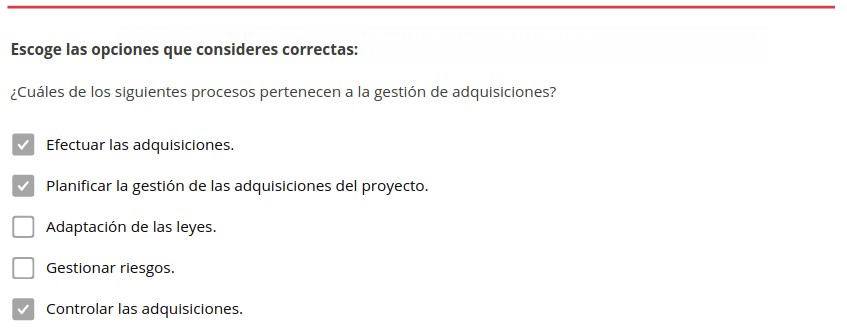 Escoge las opciones que consideres correctas:
¿Cuáles de los siguientes procesos pertenecen a la gestión de adquisiciones?
Efectuar las adquisiciones.
Planificar la gestión de las adquisiciones del proyecto.
Adaptación de las leyes.
Gestionar riesgos.
Controlar las adquisiciones.